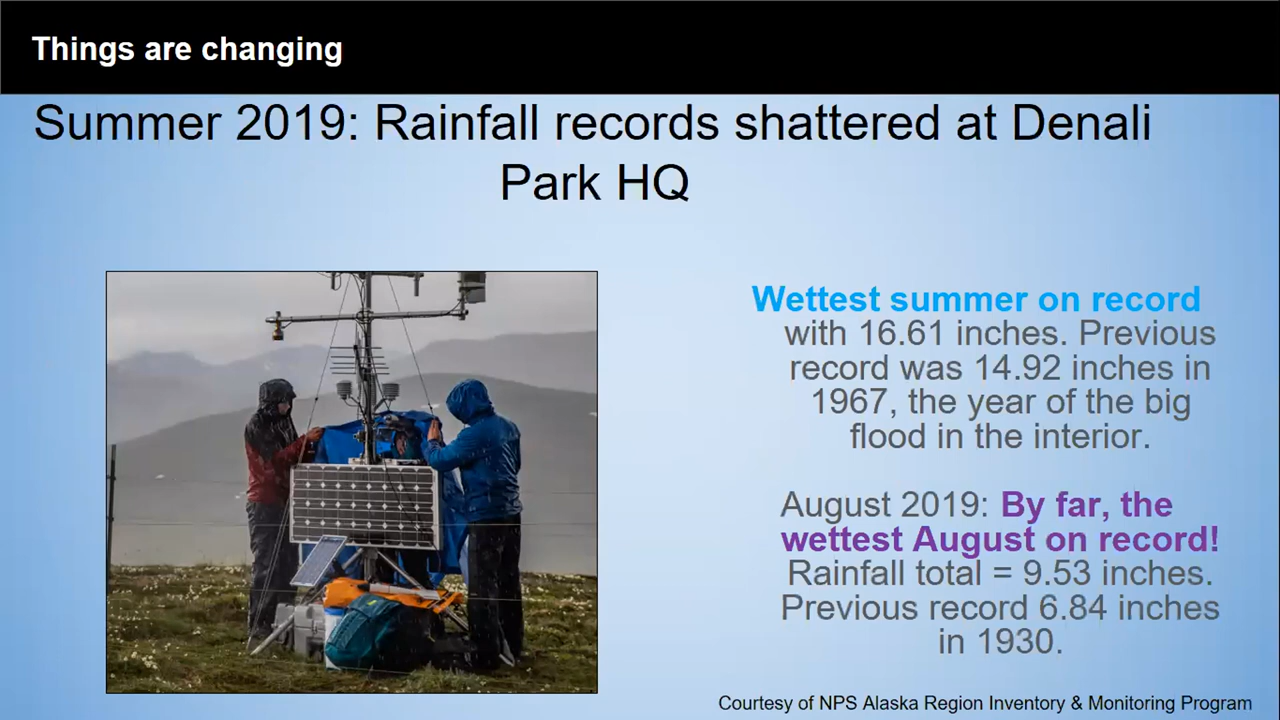 Things are changing
Summer 2019: Rainfall records shattered at Denali
Park HQ
Wettest summer on record
with 16.61 inches. Previous
record was 14.92 inches in
1967, the year of the big
flood in the interior.
August 2019: By far, the
wettest August on record!
Rainfall total = 9.53 inches.
Previous record 6.84 inches
in 1930.
Courtesy of NPS Alaska Region Inventory & Monitoring Program